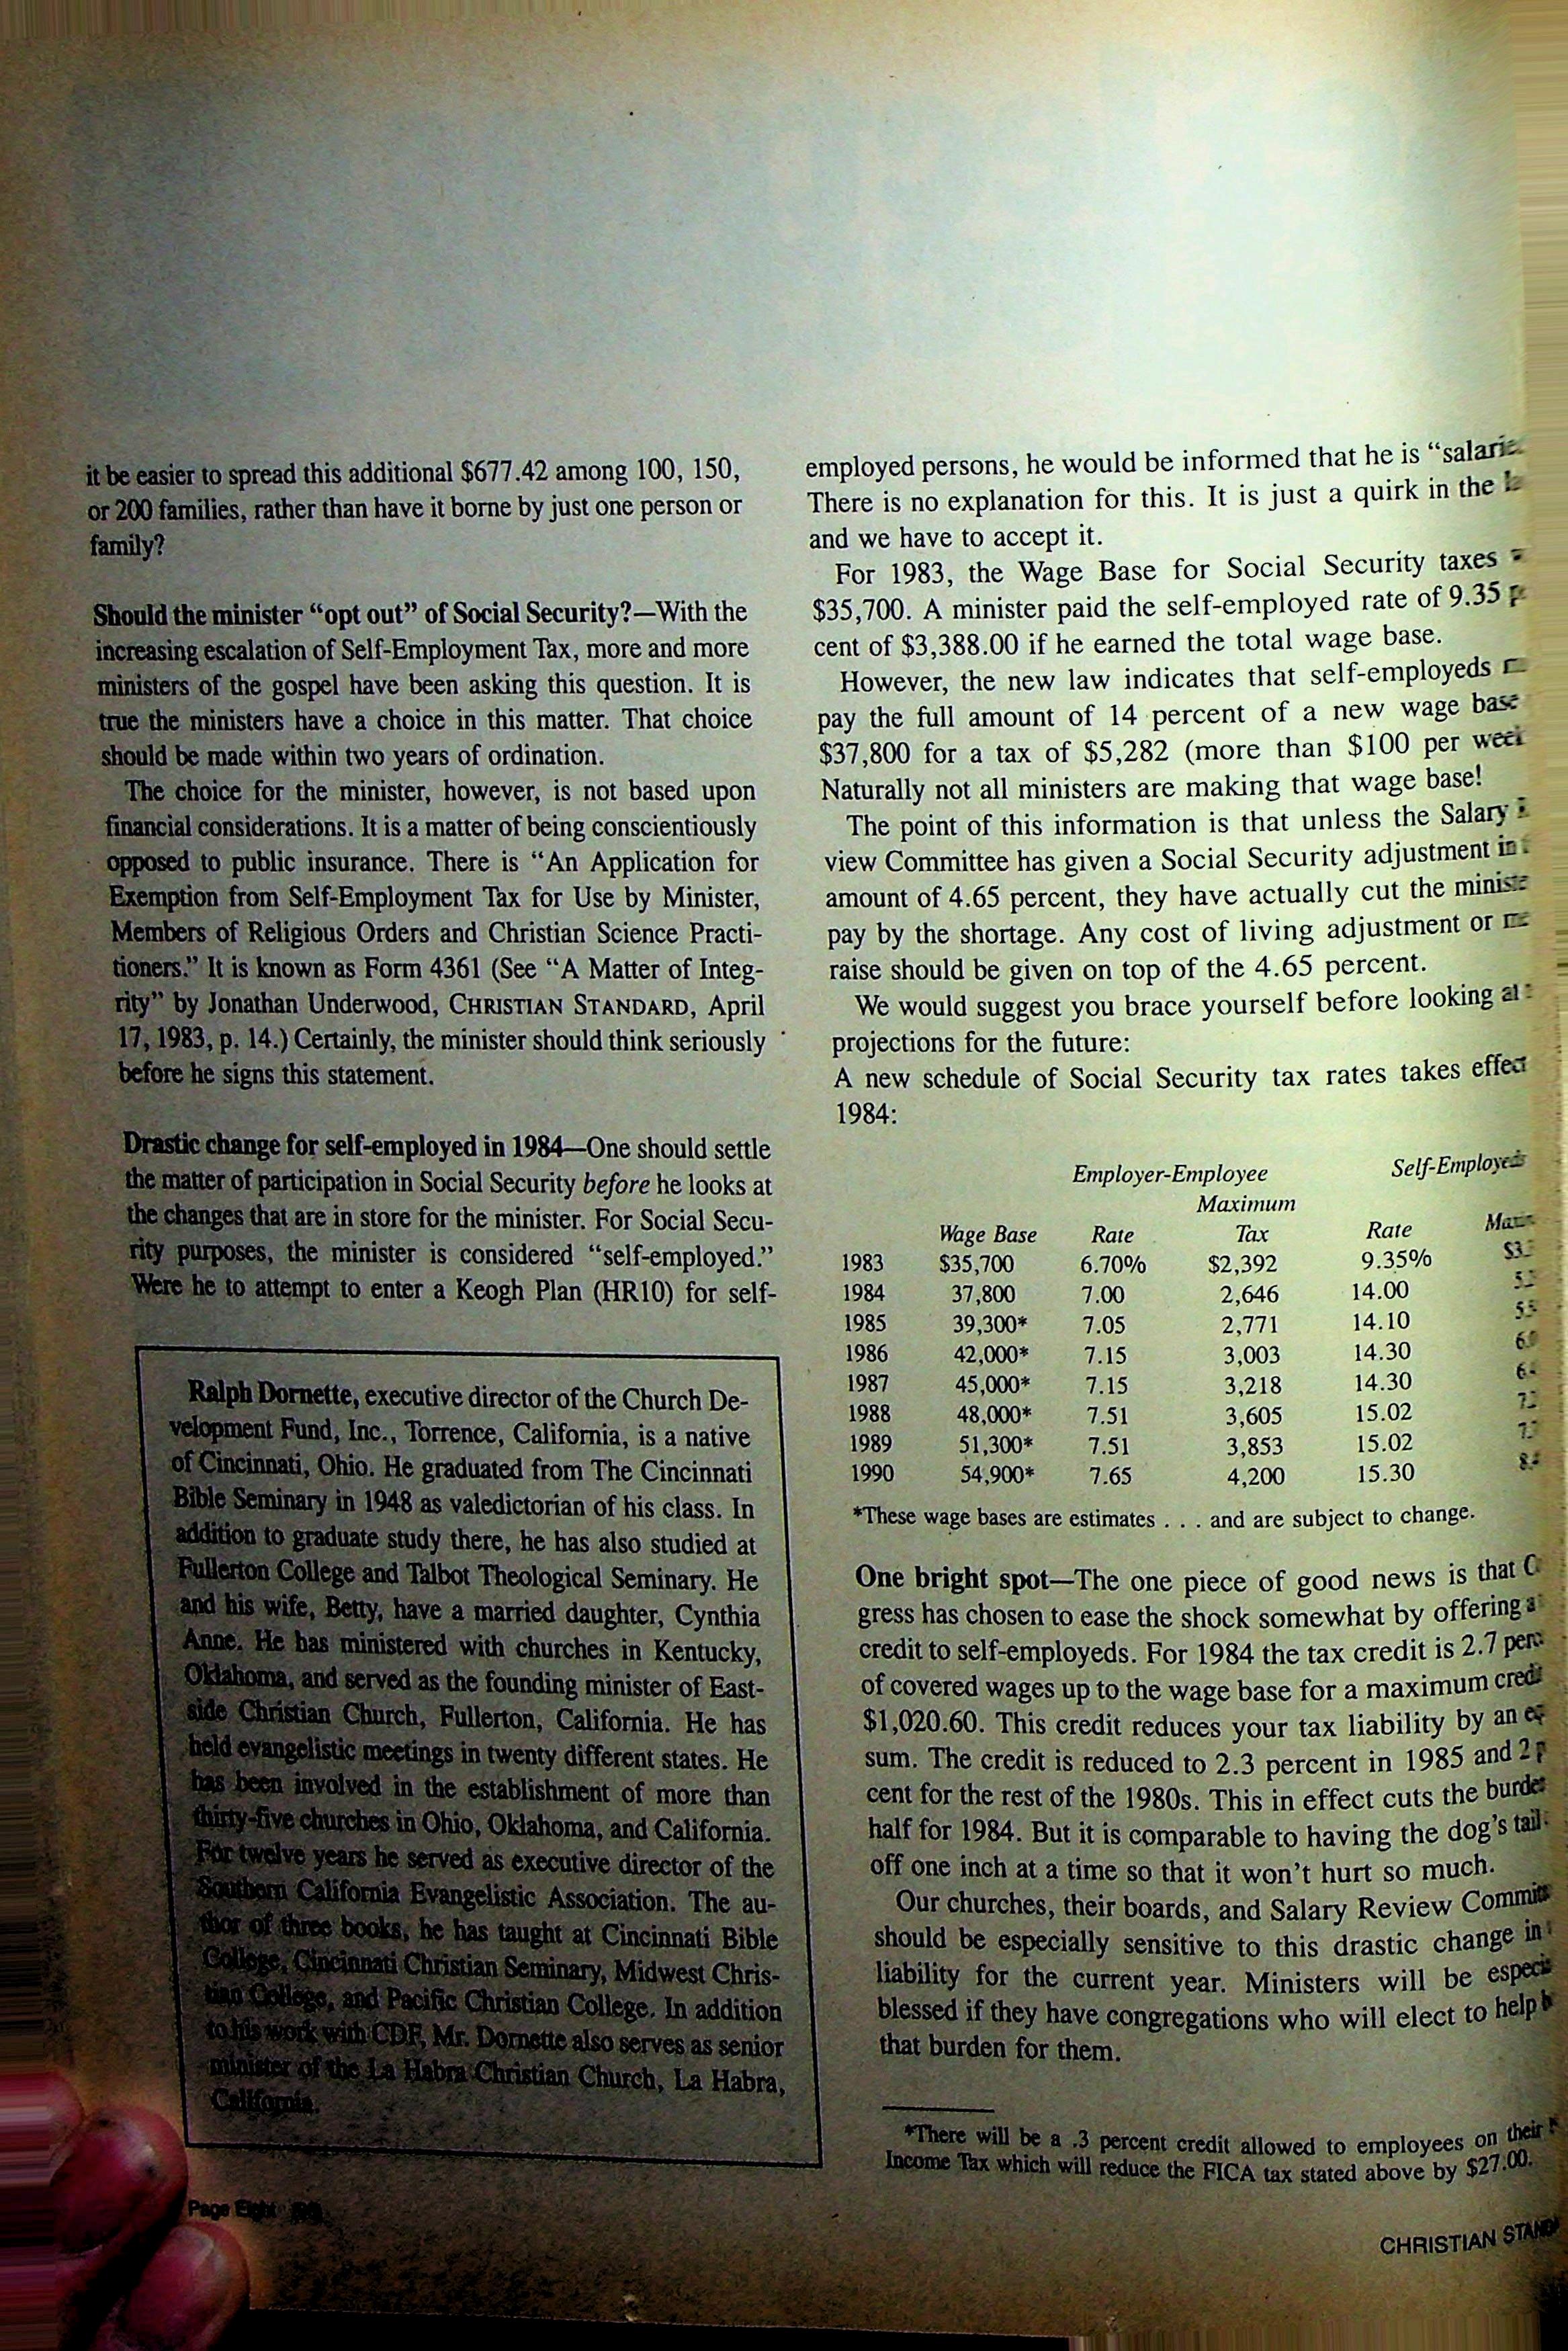 it be easier to spread this additional $677.42 among 100, 150,
or 200 families, rather than have it borne by just one person or
family?
Should the minister “opt out” of Social Security?—With the
increasing escalation of Self-Employment Tax, more and more
ministers of the gospel have been asking this question. It is
true the ministers have a choice in this matter. That choice
should be made within two years of ordination.
The choice for the minister, however, is not based upon
financial considerations. It is a matter of being conscientiously
opposed to public insurance. There is “An Application for
Exemption from Self-Employment Tax for Use by Minister,
Members of Religious Orders and Christian Science Practi-
tioners.” It is known as Form 4361 (See “A Matter of Integ-
rity” by Jonathan Underwood, CHRISTIAN STANDARD, April
17, 1983, p. 14.) Certainly, the minister should think seriously
before he signs this statement.
Drastic change for self-employed in 1984—One should settle
the matter of participation in Social Security before he looks at
the changes that are in store for the minister. For Social Secu-
rity purposes, the minister is considered “self-employed.”
Were he to attempt to enter a Keogh Plan (HR10) for self-
Ralph Dornette, executive director of the Church De-
velopment Fund, Inc., Torrence, California, is a native
of Cincinnati, Ohio. He graduated from The Cincinnati
Bible Seminary in 1948 as valedictorian of his class. In
addition to graduate study there, he has also studied at
Fullerton College and Talbot Theological Seminary. He
and his wife, Betty, have a married daughter, Cynthia
Anne. He has ministered with churches in Kentucky,
Oklahoma, and served as the founding minister of East-
side Christian Church, Fullerton, California. He has
held evangelistic meetings in twenty different states. He
has been involved in the establishment of more than
thirty-five churches in Ohio, Oklahoma, and California.
For twelve years he served as executive director of the
Southern California Evangelistic Association. The au-
thor of three books, he has taught at Cincinnati Bible
College, Cincinnati Christian Seminary, Midwest Chris-
tian College, and Pacific Christian College. In addition
to his work with CDF, Mr. Dornette also serves as senior
minister of the La Habra Christian Church, La Habra,
California.
Page Eight
employed persons, he would be informed that he is “salarie
There is no explanation for this. It is just a quirk in the
and we have to accept it.
For 1983, the Wage Base for Social Security taxes
$35,700. A minister paid the self-employed rate of 9.35
cent of $3,388.00 if he earned the total wage base.
However, the new law indicates that self-employeds
pay the full amount of 14 percent of a new wage base
$37,800 for a tax of $5,282 (more than $100 per week
Naturally not all ministers are making that wage base!
The point of this information is that unless the Salary
view Committee has given a Social Security adjustment in
amount of 4.65 percent, they have actually cut the ministe
pay by the shortage. Any cost of living adjustment or
raise should be given on top of the 4.65 percent.
We would suggest you brace yourself before looking at
projections for the future:
A new schedule of Social Security tax rates takes effect
1984:
Employer-Employee Self-Employeds
Maximum
Wage Base Rate Tax Rate
1983 $35,700 6.70% $2,392 9.35%
1984 37,800 7.00 2,646 14.00
1985 39,300* 7.05 2,771 14.10
1986 42,000* 7.15 3,003 14.30
1987 45,000* 7.15 3,218 14.30
1988 48,000* 7.51 3,605 15.02
1989 51,300* 7.51 3,853 15.02
1990 54,900* 7.65 4,200 15.30
*These wage bases are estimates . . . and are subject to change.
One bright spot—The one piece of good news is that
gress has chosen to ease the shock somewhat by offering a
credit to self-employeds. For 1984 the tax credit is 2.7 perc
of covered wages up to the wage base for a maximum credit
$1,020.60. This credit reduces your tax liability by an
sum. The credit is reduced to 2.3 percent in 1985 and 2
cent for the rest of the 1980s. This in effect cuts the burden
half for 1984. But it is comparable to having the dog’s tail
off one inch at a time so that it won’t hurt so much.
Our churches, their boards, and Salary Review Committ
should be especially sensitive to this drastic change in
liability for the current year. Ministers will be especia
blessed if they have congregations who will elect to help
that burden for them.
*There will be a .3 percent credit allowed to employees on their
Income Tax which will reduce the FICA tax stated above by $27.00.
CHRISTIAN STAND